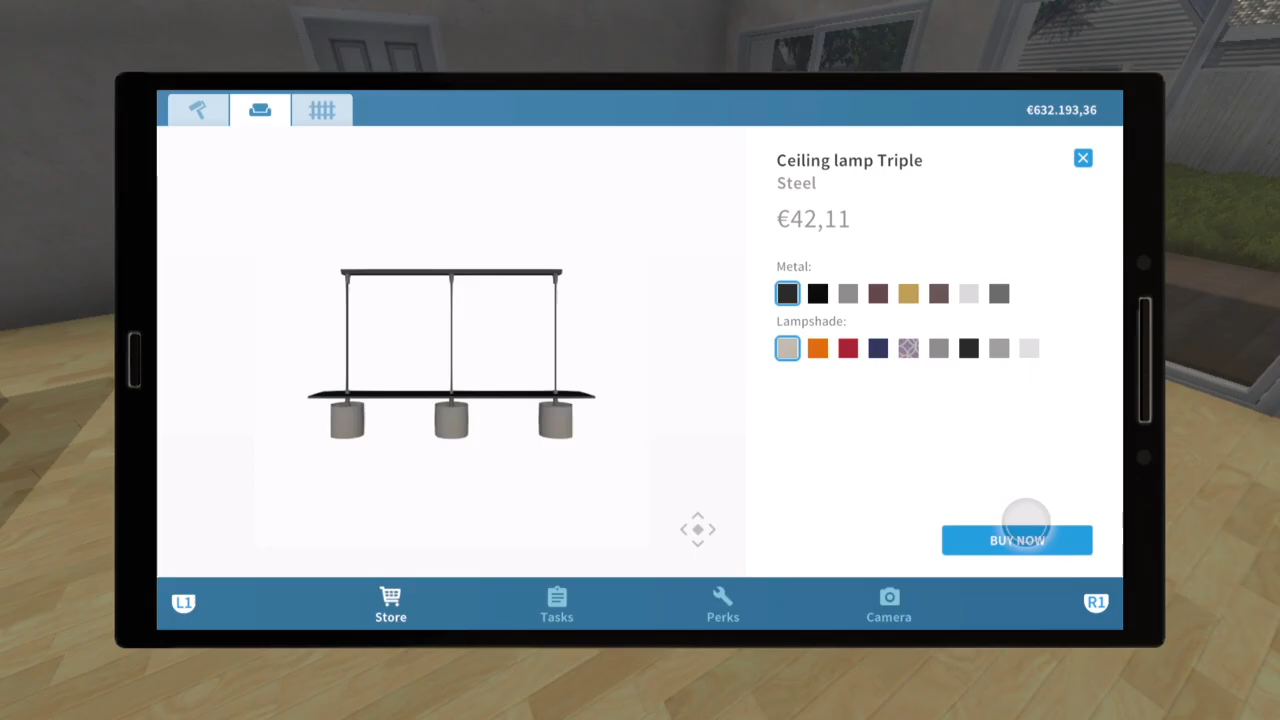 €632.193,36
Ceiling lamp Triple
Steel
€42,11
Metal:
Lampshade:
BUY NOW
L1
Store
Tasks
Perks
Camera
R1